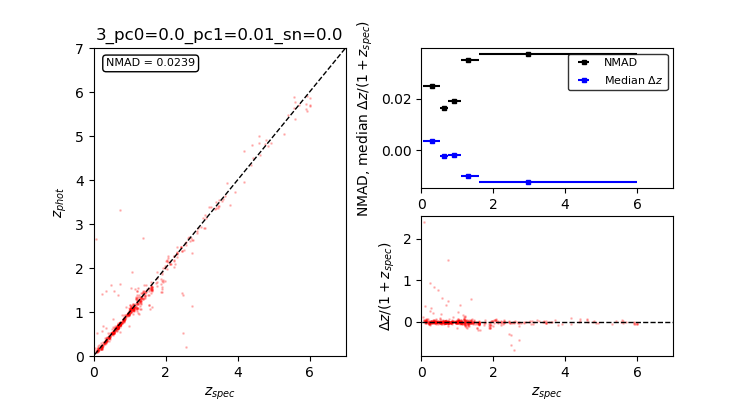 3_pc0=0.0_pc1=0.01_sn=0.0
NMAD = 0.0239
7
6
5
4
3
2
1
0
0 2 4 6
z_phot
z_spec
NMAD, median Δz/(1 + z_spec)
NMAD
Median Δz
0.02
0.00
0 2 4 6
Δz/(1 + z_spec)
2
1
0
0 2 4 6
z_spec